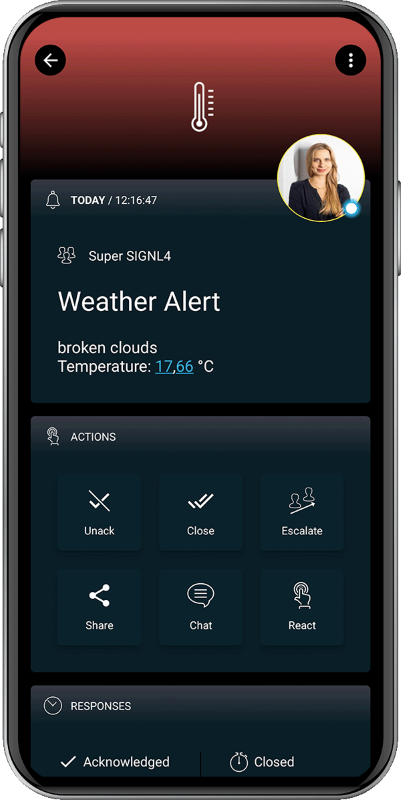 TODAY / 12:16:47
Super SIGNL4
Weather Alert
broken clouds
Temperature: 17,66 °C
ACTIONS
Unack
Close
Escalate
Share
Chat
React
RESPONSES
Acknowledged
Closed